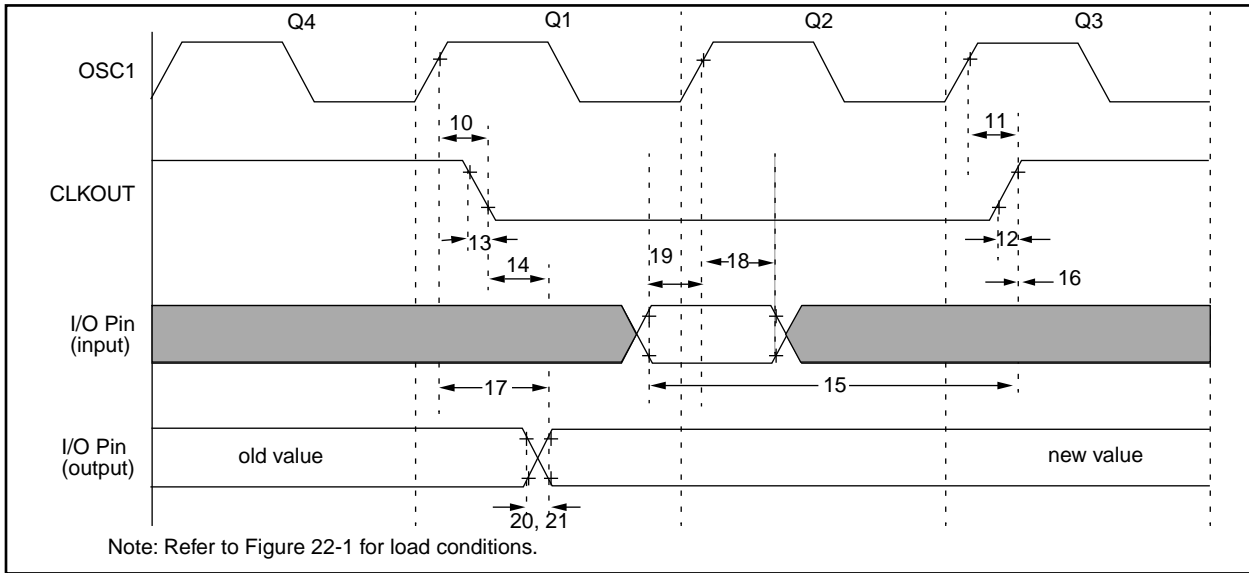 Q4 Q1 Q2 Q3
OSC1
10 11
CLKOUT
13 12
14 19 18
16
I/O Pin
(input)
17 15
I/O Pin
(output)
old value new value
20, 21
Note: Refer to Figure 22-1 for load conditions.